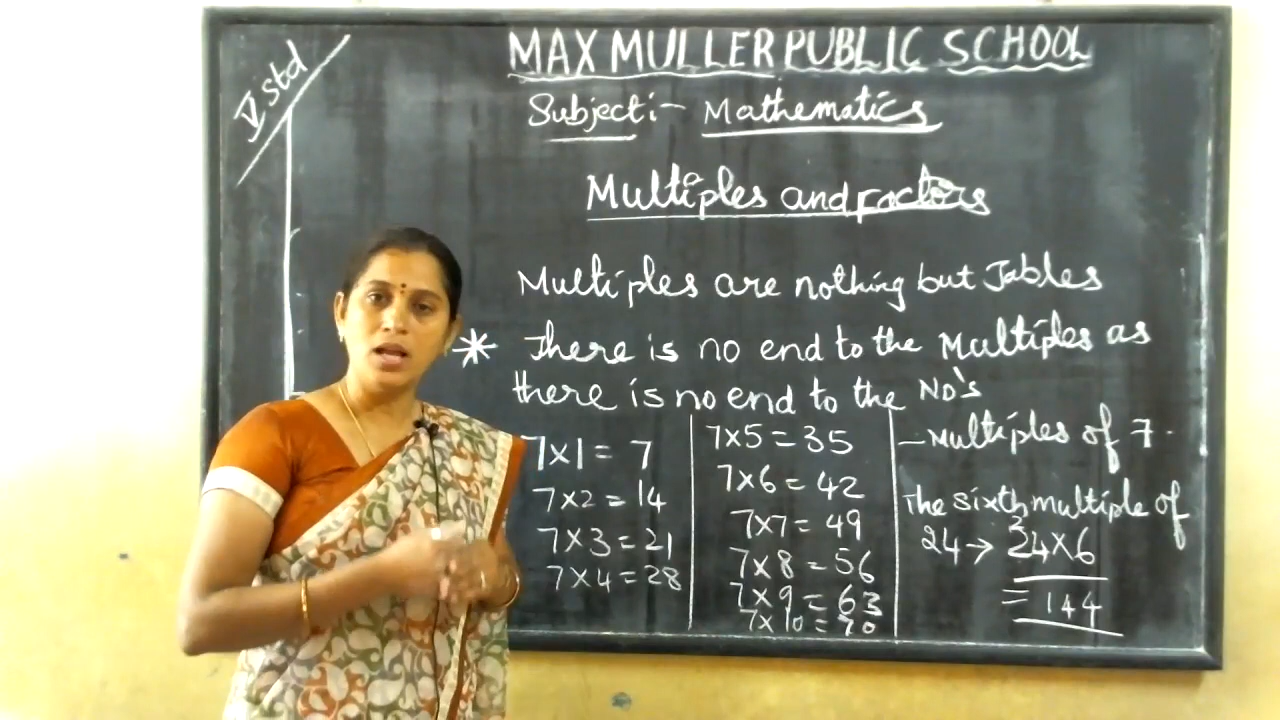 V std
MAX MULLER PUBLIC SCHOOL
Subject:- Mathematics
Multiples and factors
Multiples are nothing but Tables
* There is no end to the Multiples as
there is no end to the No's
7x1 = 7
7x2 = 14
7x3 = 21
7x4 = 28
7x5 = 35
7x6 = 42
7x7 = 49
7x8 = 56
7x9 = 63
7x10 = 70
- Multiples of 7.
The sixth multiple of
24 → 24x6
2
= 144